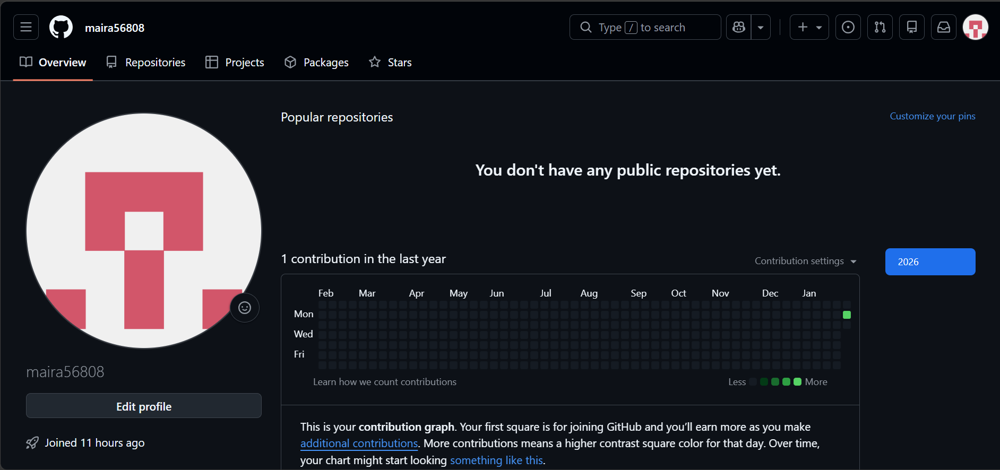 maira56808
Type / to search
Overview Repositories Projects Packages Stars
Popular repositories
Customize your pins
You don't have any public repositories yet.
1 contribution in the last year
Contribution settings
2026
Feb Mar Apr May Jun Jul Aug Sep Oct Nov Dec Jan
Mon
Wed
Fri
Learn how we count contributions
Less More
This is your contribution graph. Your first square is for joining GitHub and you’ll earn more as you make
additional contributions. More contributions means a higher contrast square color for that day. Over time,
your chart might start looking something like this.
maira56808
Edit profile
Joined 11 hours ago